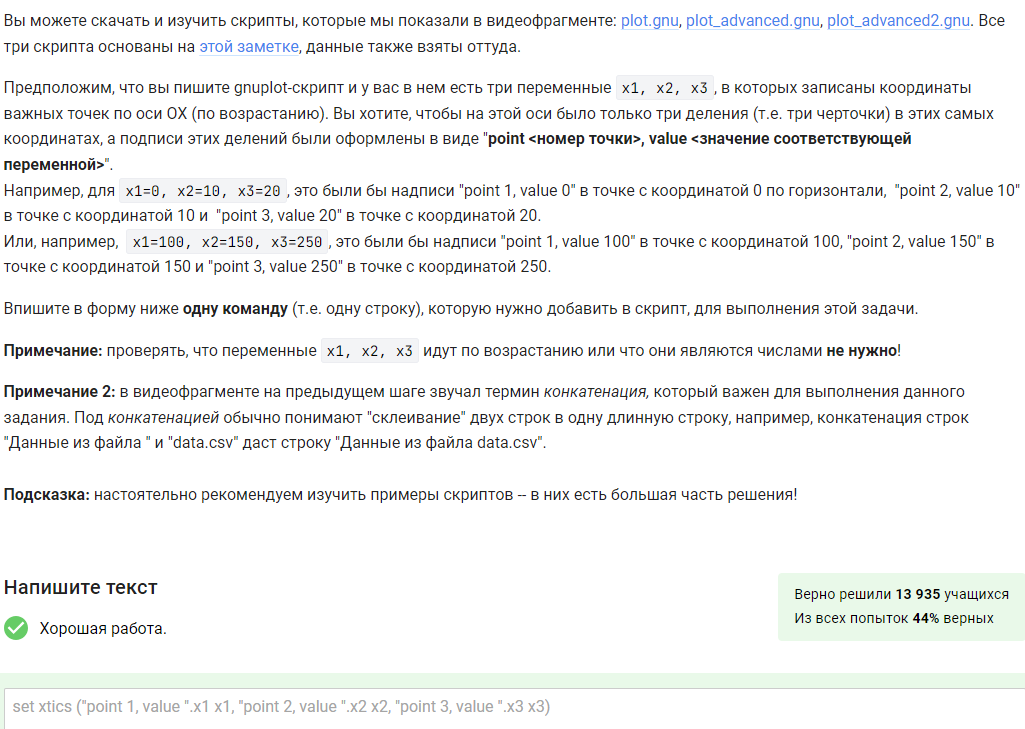 Вы можете скачать и изучить скрипты, которые мы показали в видеофрагменте: plot.gnu, plot_advanced.gnu, plot_advanced2.gnu. Все
три скрипта основаны на этой заметке, данные также взяты оттуда.
Предположим, что вы пишите gnuplot-скрипт и у вас в нем есть три переменные x1, x2, x3, в которых записаны координаты
важных точек по оси OX (по возрастанию). Вы хотите, чтобы на этой оси было только три деления (т.е. три черточки) в этих самых
координатах, а подписи этих делений были оформлены в виде "point <номер точки>, value <значение соответствующей
переменной>".
Например, для x1=0, x2=10, x3=20, это были бы надписи "point 1, value 0" в точке с координатой 0 по горизонтали, "point 2, value 10"
в точке с координатой 10 и "point 3, value 20" в точке с координатой 20.
Или, например, x1=100, x2=150, x3=250, это были бы надписи "point 1, value 100" в точке с координатой 100, "point 2, value 150" в
точке с координатой 150 и "point 3, value 250" в точке с координатой 250.
Впишите в форму ниже одну команду (т.е. одну строку), которую нужно добавить в скрипт, для выполнения этой задачи.
Примечание: проверять, что переменные x1, x2, x3 идут по возрастанию или что они являются числами не нужно!
Примечание 2: в видеофрагменте на предыдущем шаге звучал термин конкатенация, который важен для выполнения данного
задания. Под конкатенацией обычно понимают "склеивание" двух строк в одну длинную строку, например, конкатенация строк
"Данные из файла " и "data.csv" даст строку "Данные из файла data.csv".
Подсказка: настоятельно рекомендуем изучить примеры скриптов -- в них есть большая часть решения!
Напишите текст
Верно решили 13 935 учащихся
Из всех попыток 44% верных
Хорошая работа.
set xtics ("point 1, value ".x1 x1, "point 2, value ".x2 x2, "point 3, value ".x3 x3)